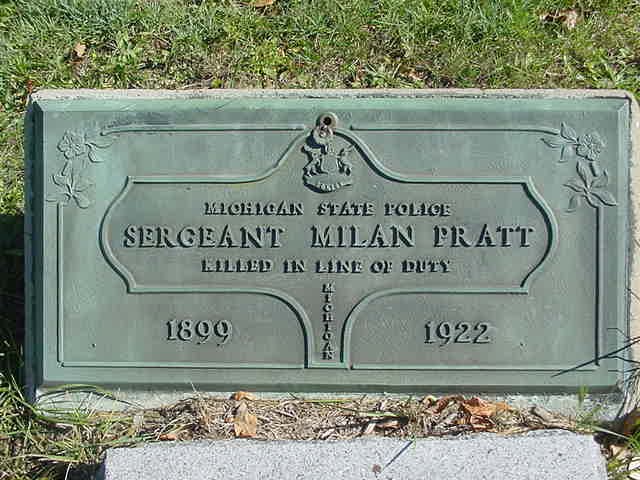 MICHIGAN STATE POLICE
SERGEANT MILAN PRATT
KILLED IN LINE OF DUTY
MICHIGAN
1899
1922